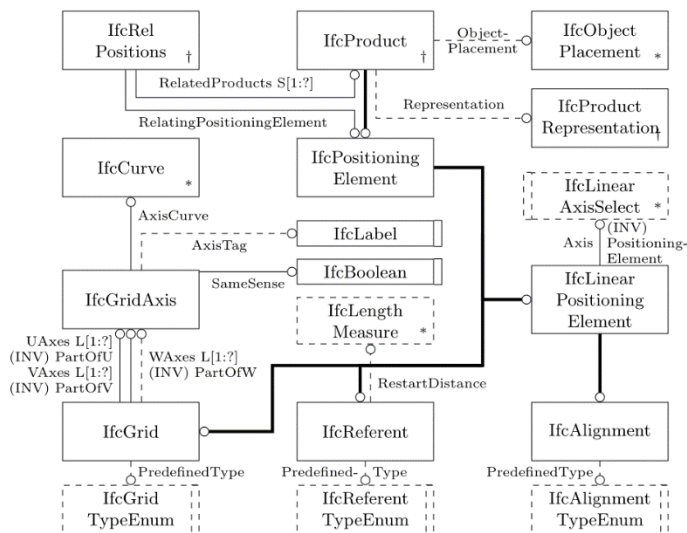 IfcRel
Positions
†
IfcProduct
†
Object-
Placement
IfcObject
Placement
*
RelatedProducts S[1:?]
Representation
RelatingPositioningElement
IfcProduct
Representation
†
IfcCurve
*
IfcPositioning
Element
IfcLinear
AxisSelect
*
AxisCurve
AxisTag
IfcLabel
(INV)
Axis
Positioning-
Element
IfcGridAxis
SameSense
IfcBoolean
IfcLinear
Positioning
Element
IfcLength
Measure
*
UAxes L[1:?]
(INV) PartOfU
VAxes L[1:?]
(INV) PartOfV
WAxes L[1:?]
(INV) PartOfW
RestartDistance
IfcGrid
IfcReferent
IfcAlignment
PredefinedType
Predefined-
Type
PredefinedType
IfcGrid
TypeEnum
IfcReferent
TypeEnum
IfcAlignment
TypeEnum